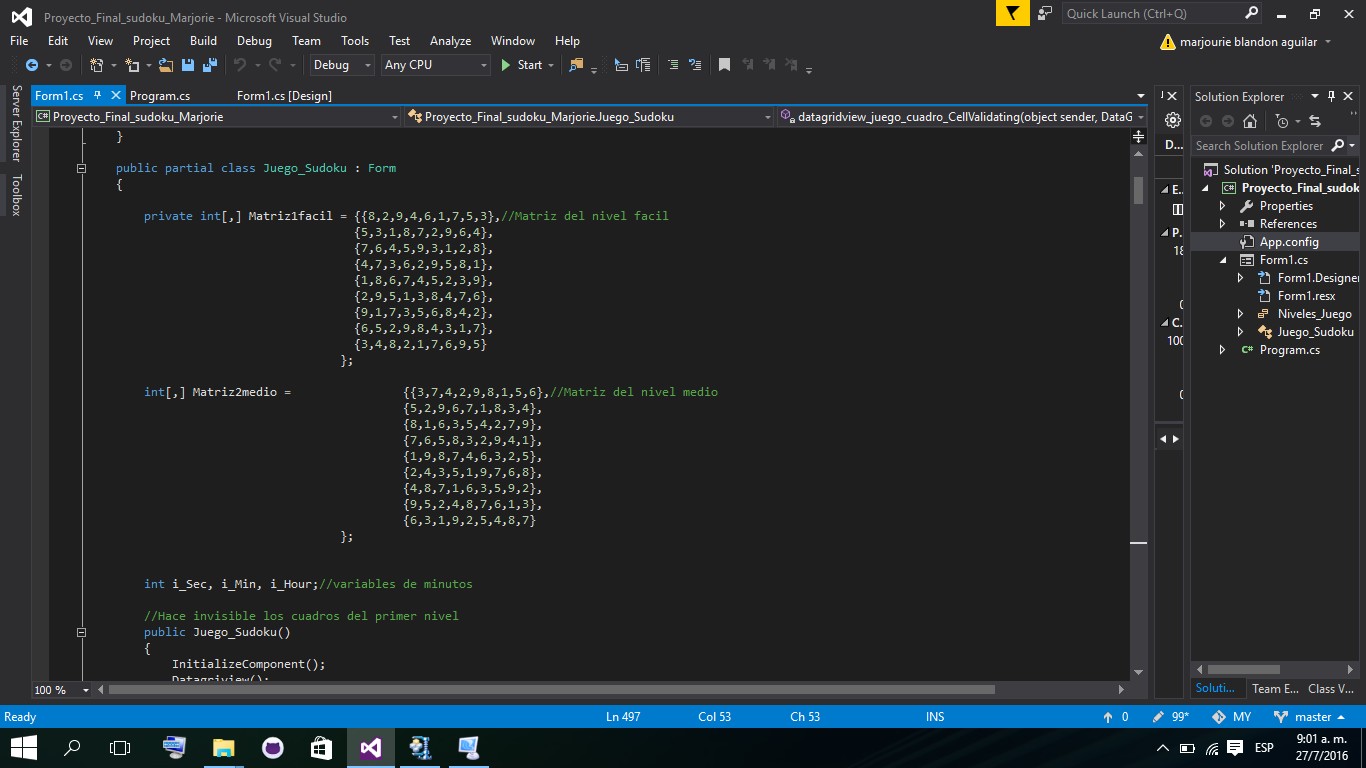 Proyecto_Final_sudoku_Marjorie - Microsoft Visual Studio
Quick Launch (Ctrl+Q)
File Edit View Project Build Debug Team Tools Test Analyze Window Help
marjourie blandon aguilar
Debug Any CPU Start
Form1.cs Program.cs Form1.cs [Design]
Proyecto_Final_sudoku_Marjorie Proyecto_Final_sudoku_Marjorie.Juego_Sudoku datagridview_juego_cuadro_CellValidating(object sender, DataG
Server Explorer
Toolbox
}
public partial class Juego_Sudoku : Form
{
private int[,] Matriz1facil = {{8,2,9,4,6,1,7,5,3},//Matriz del nivel facil
{5,3,1,8,7,2,9,6,4},
{7,6,4,5,9,3,1,2,8},
{4,7,3,6,2,9,5,8,1},
{1,8,6,7,4,5,2,3,9},
{2,9,5,1,3,8,4,7,6},
{9,1,7,3,5,6,8,4,2},
{6,5,2,9,8,4,3,1,7},
{3,4,8,2,1,7,6,9,5}
};
int[,] Matriz2medio = {{3,7,4,2,9,8,1,5,6},//Matriz del nivel medio
{5,2,9,6,7,1,8,3,4},
{8,1,6,3,5,4,2,7,9},
{7,6,5,8,3,2,9,4,1},
{1,9,8,7,4,6,3,2,5},
{2,4,3,5,1,9,7,6,8},
{4,8,7,1,6,3,5,9,2},
{9,5,2,4,8,7,6,1,3},
{6,3,1,9,2,5,4,8,7}
};
int i_Sec, i_Min, i_Hour;//variables de minutos
//Hace invisible los cuadros del primer nivel
public Juego_Sudoku()
{
InitializeComponent();
Datagriview();
100 %
D...
E...
P.
18
C.
100
Solution Explorer
Search Solution Explorer
Solution 'Proyecto_Final_s
Proyecto_Final_sudok
Properties
References
App.config
Form1.cs
Form1.Designer
Form1.resx
Niveles_Juego
Juego_Sudoku
Program.cs
Soluti... Team E... Class V...
Ready Ln 497 Col 53 Ch 53 INS 0 99* MY master
ESP
9:01 a. m.
27/7/2016